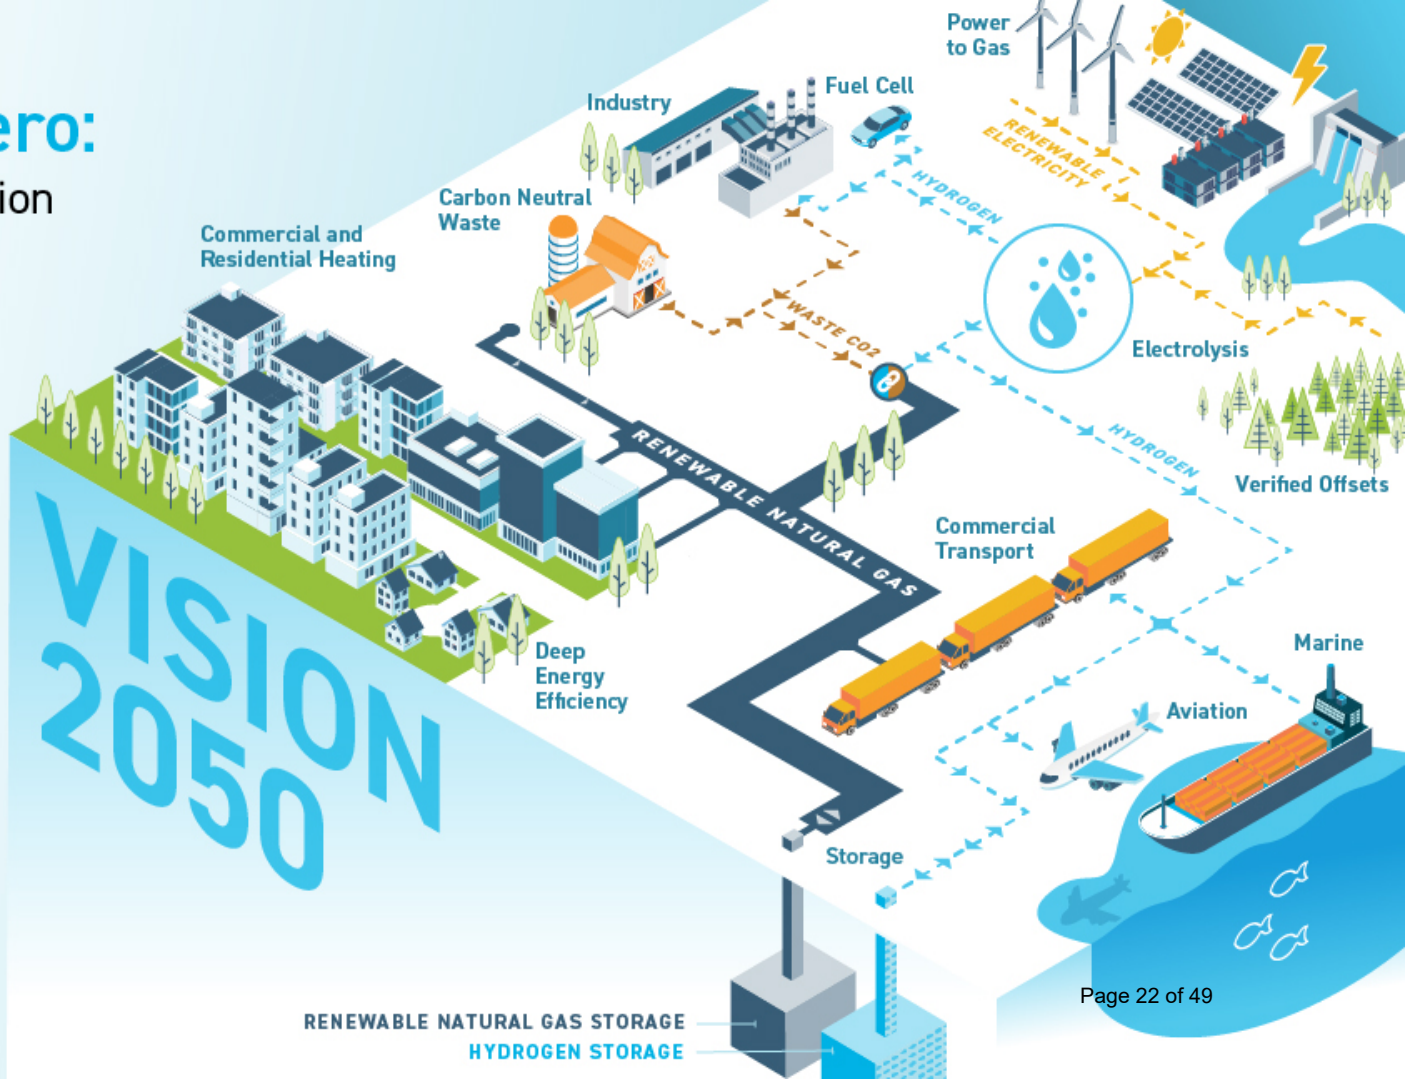 ero:
ion
Power
to Gas
Fuel Cell
Industry
RENEWABLE
ELECTRICITY
HYDROGEN
Carbon Neutral
Waste
Commercial and
Residential Heating
WASTE CO2
Electrolysis
RENEWABLE NATURAL GAS
HYDROGEN
Verified Offsets
Commercial
Transport
VISION
2050
Deep
Energy
Efficiency
Marine
Aviation
Storage
Page 22 of 49
RENEWABLE NATURAL GAS STORAGE
HYDROGEN STORAGE